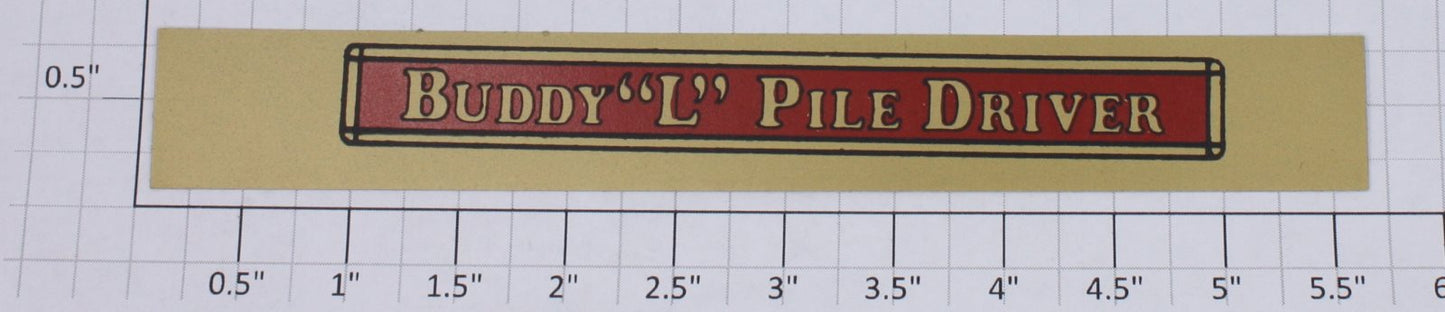 0.5"
BUDDY“L” PILE DRIVER
0.5" 1" 1.5" 2" 2.5" 3" 3.5" 4" 4.5" 5" 5.5"